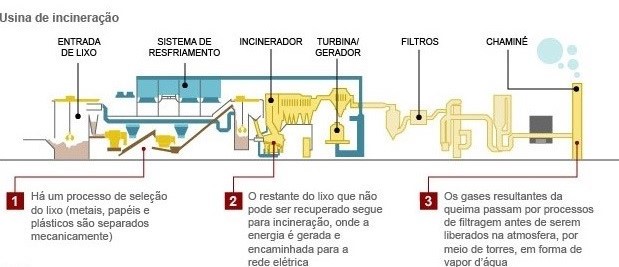 Usina de incineração
ENTRADA
DE LIXO
SISTEMA DE
RESFRIAMENTO
INCINERADOR
TURBINA/
GERADOR
FILTROS
CHAMINÉ
1
Há um processo de seleção
do lixo (metais, papéis e
plásticos são separados
mecanicamente)
2
O restante do lixo que não
pode ser recuperado segue
para incineração, onde a
energia é gerada e
encaminhada para a
rede elétrica
3
Os gases resultantes da
queima passam por processos
de filtragem antes de serem
liberados na atmosfera, por
meio de torres, em forma de
vapor d'água